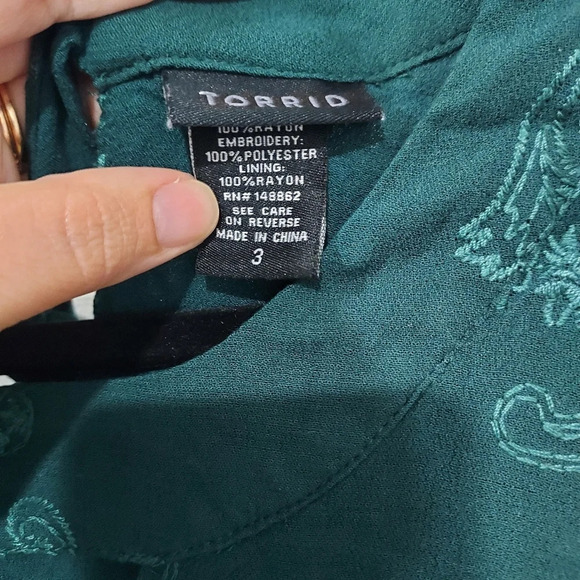 TORRID
100% RAYON
EMBROIDERY:
100% POLYESTER
LINING:
100% RAYON
RN# 148862
SEE CARE
ON REVERSE
MADE IN CHINA
3